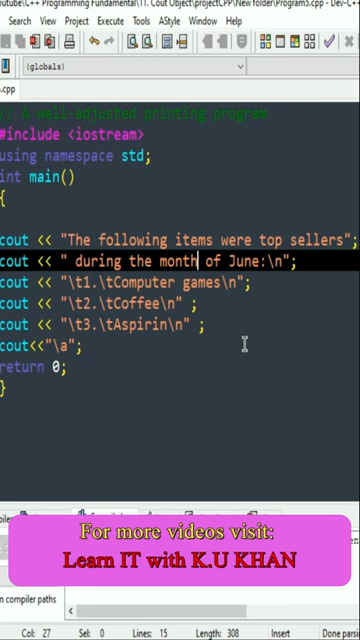 outube\C++ Programming Fundamental\11. Cout Object\projectCPP\New folder\Program5.cpp - Dev-C++
Search View Project Execute Tools AStyle Window Help
(globals)
.cpp
// A well-adjusted printing program
#include <iostream>
using namespace std;
int main()
{
cout << "The following items were top sellers";
cout << " during the month of June:\n";
cout << "\t1.\tComputer games\n";
cout << "\t2.\tCoffee\n" ;
cout << "\t3.\tAspirin\n" ;
cout<<"\a";
return 0;
}
For more videos visit:
Learn IT with K.U KHAN
n compiler paths
Col: 27 Sel: 0 Lines: 15 Length: 308 Insert Done parse